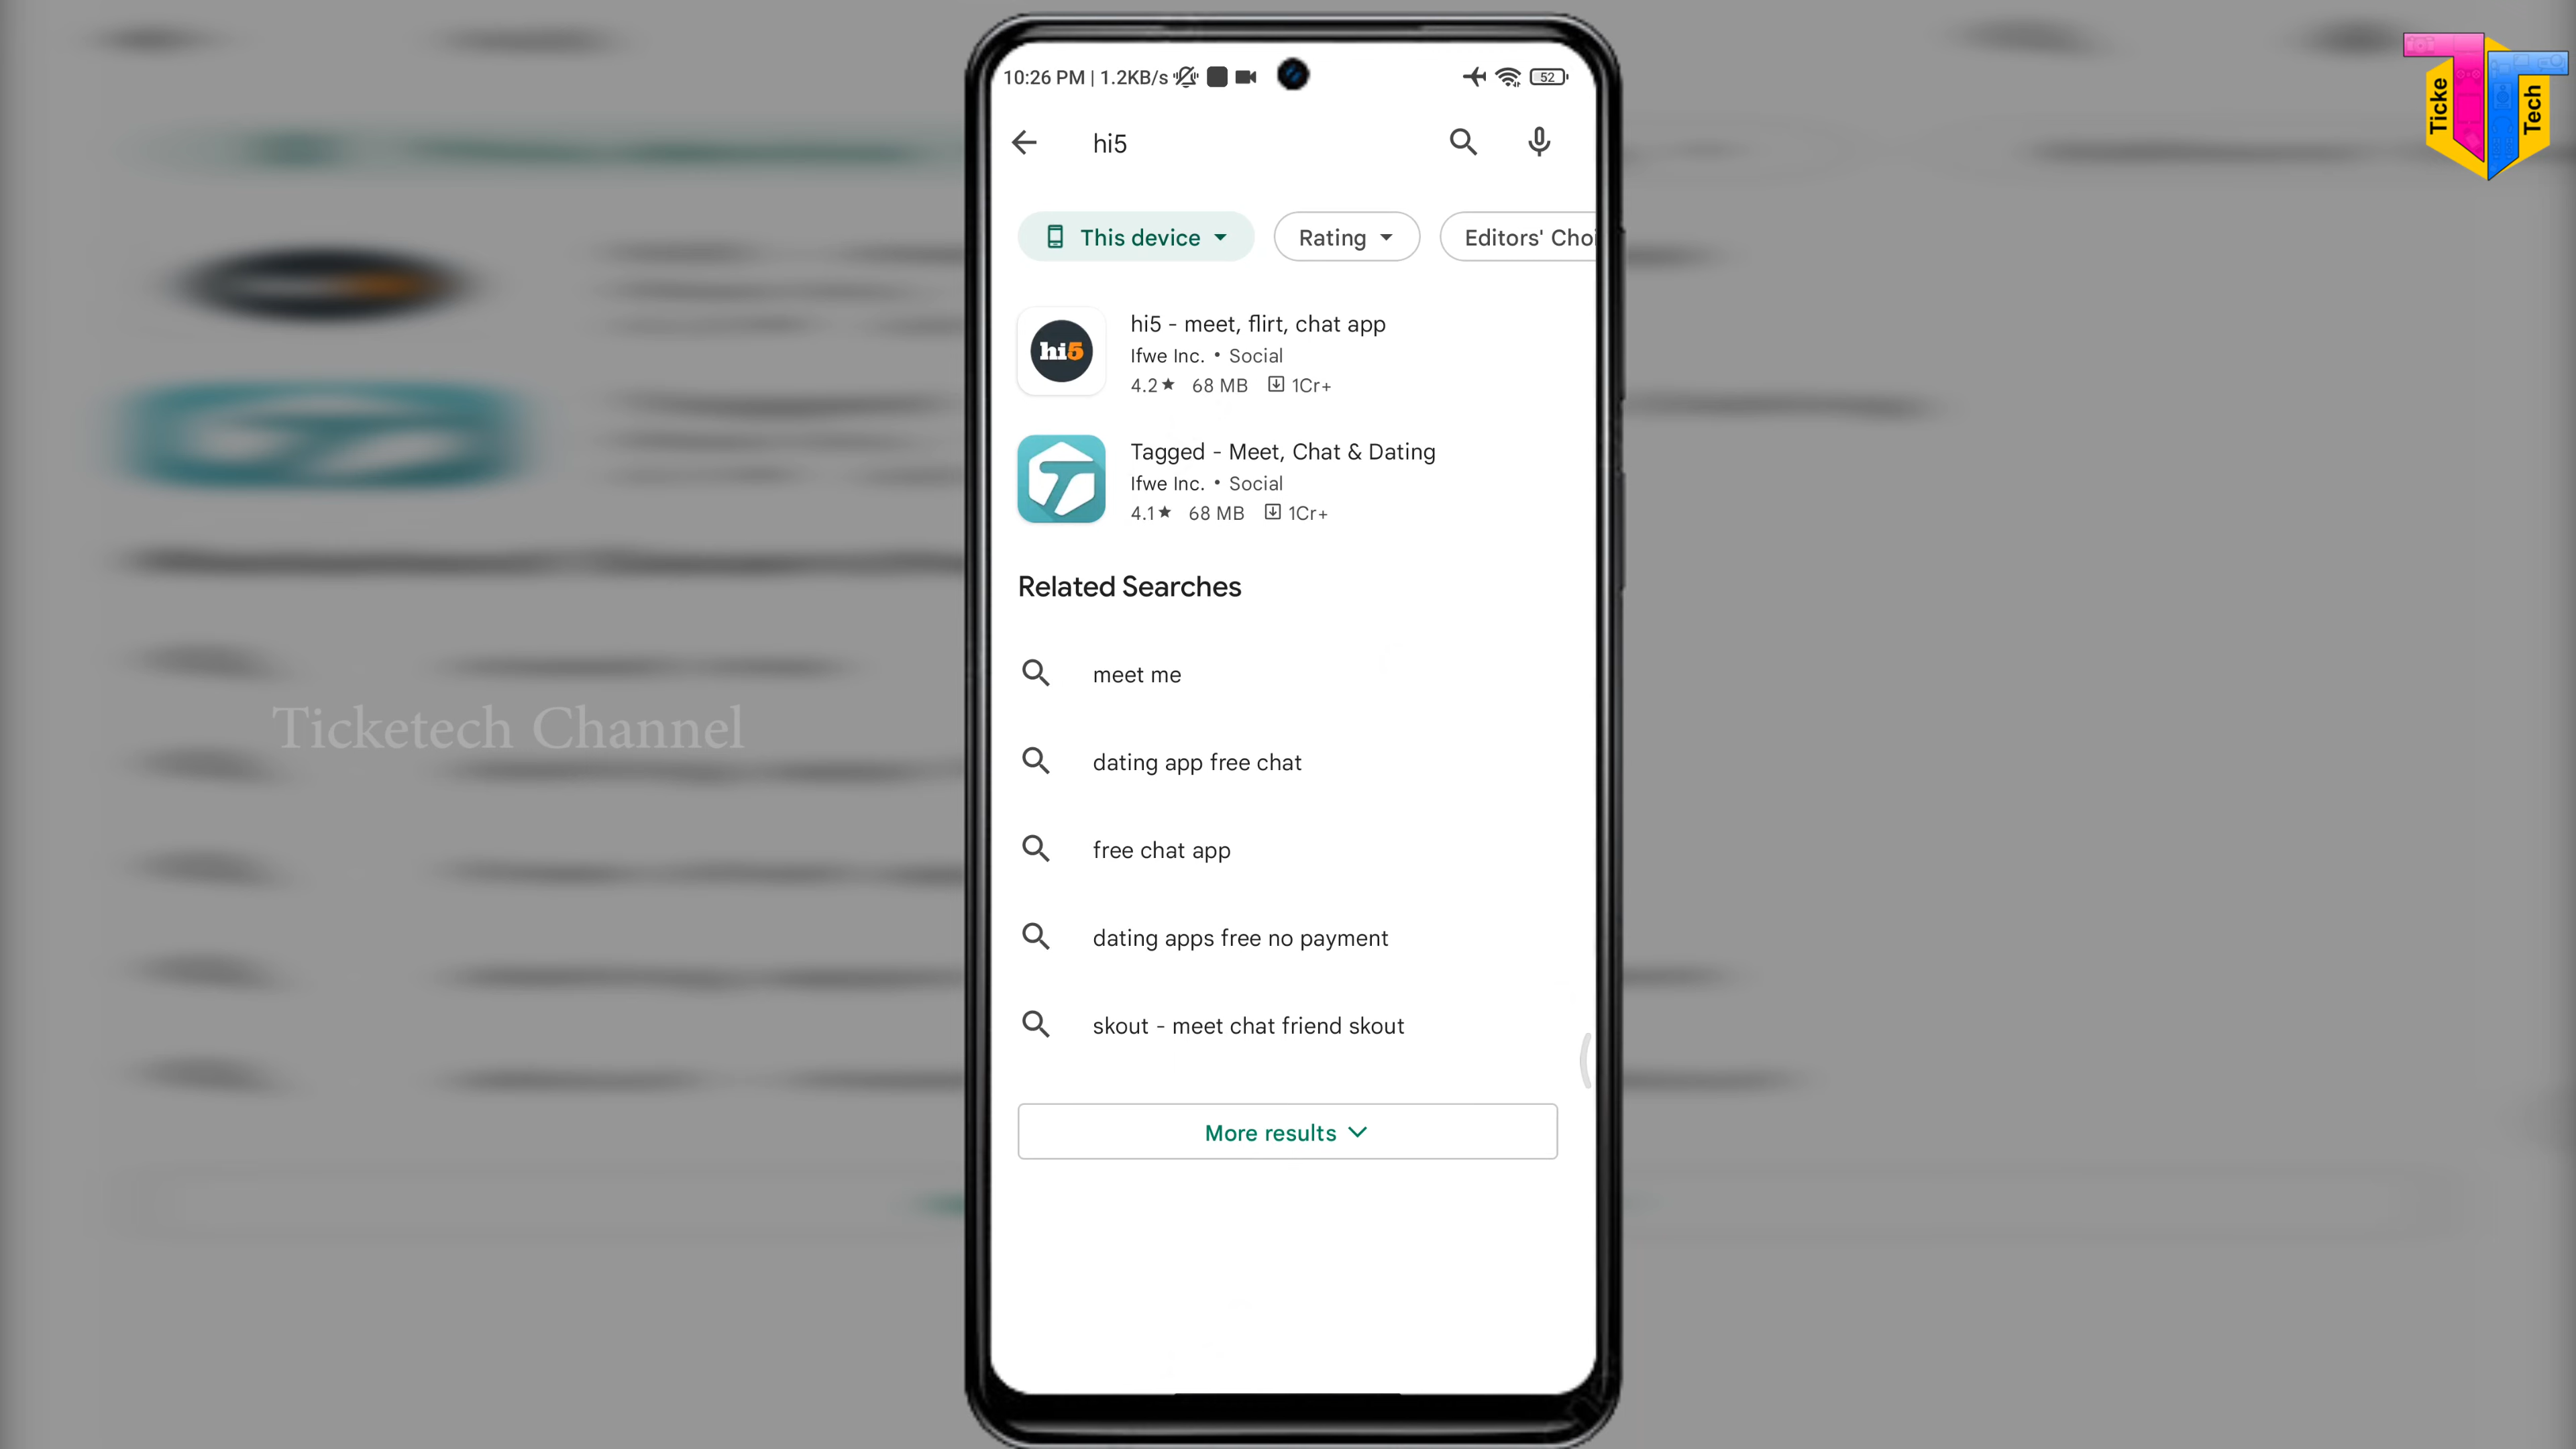 10:26 PM | 1.2KB/s
52
hi5
This device
Rating
Editors' Choi
hi5
hi5 - meet, flirt, chat app
Ifwe Inc. • Social
4.2★ 68 MB 1Cr+
Tagged - Meet, Chat & Dating
Ifwe Inc. • Social
4.1★ 68 MB 1Cr+
Related Searches
meet me
dating app free chat
free chat app
dating apps free no payment
skout - meet chat friend skout
More results
Ticketech Channel
Ticke
Tech